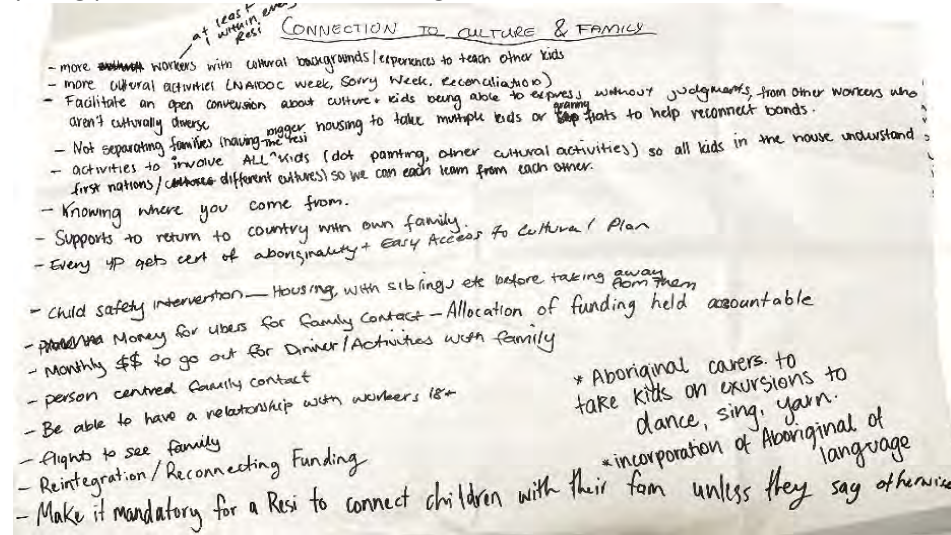 CONNECTION TO CULTURE & FAMILY
at least 1 within every Resi
- more workers with cultural backgrounds/experiences to teach other kids
- more cultural activities (NAIDOC week, Sorry Week, Reconciliation)
- Facilitate an open conversion about culture + kids being able to express without judgments, from other workers who
aren't culturally diverse
- Not separating families (having bigger housing to take multiple kids or granny flats to help reconnect bonds.
- activities to involve ALL kids (dot painting, other cultural activities) so all kids in the house understand
in the resi
first nations/ different cultures) so we can each learn from each other.
- Knowing where you come from.
- Supports to return to country with own family.
- Every YP gets cert of aboriginality + Easy Access to Cultural Plan
- Child safety intervention — Housing, with siblings etc before taking away from them
- Money for ubers for family contact - Allocation of funding held accountable
- Monthly $$ to go out for Dinner/Activities with family
- person centred family contact
- Be able to have a relationship with workers 18+
- flights to see family
- Reintegration/Reconnecting Funding
- Make it mandatory for a Resi to connect children with their fam unless they say otherwise
* Aboriginal carers. to
take kids on exursions to
dance, sing, yarn.
* incorporation of Aboriginal of
language